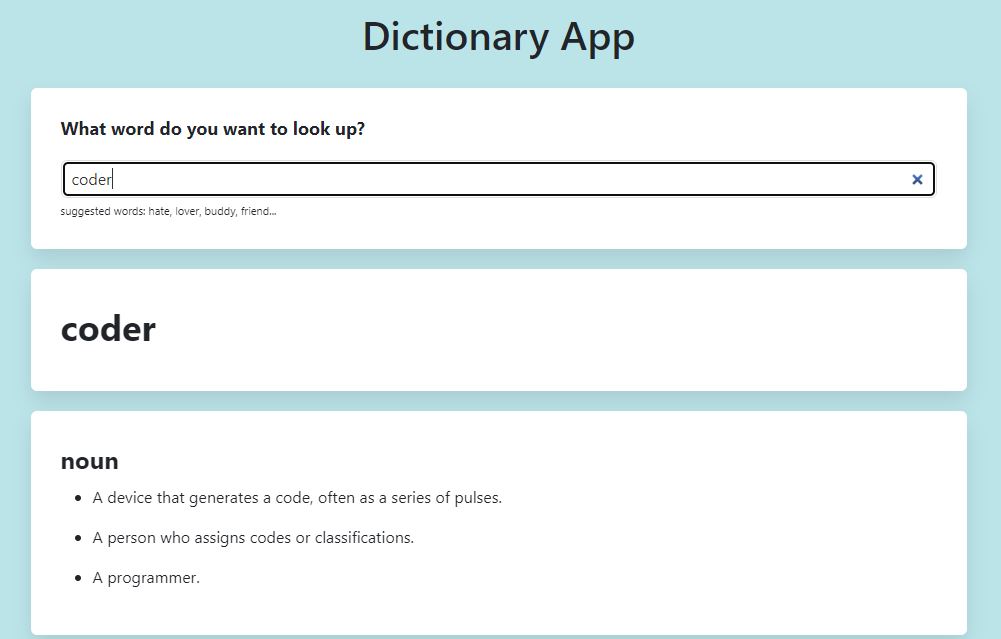 Dictionary App
What word do you want to look up?
coder
suggested words: hate, lover, buddy, friend...
coder
noun
A device that generates a code, often as a series of pulses.
A person who assigns codes or classifications.
A programmer.